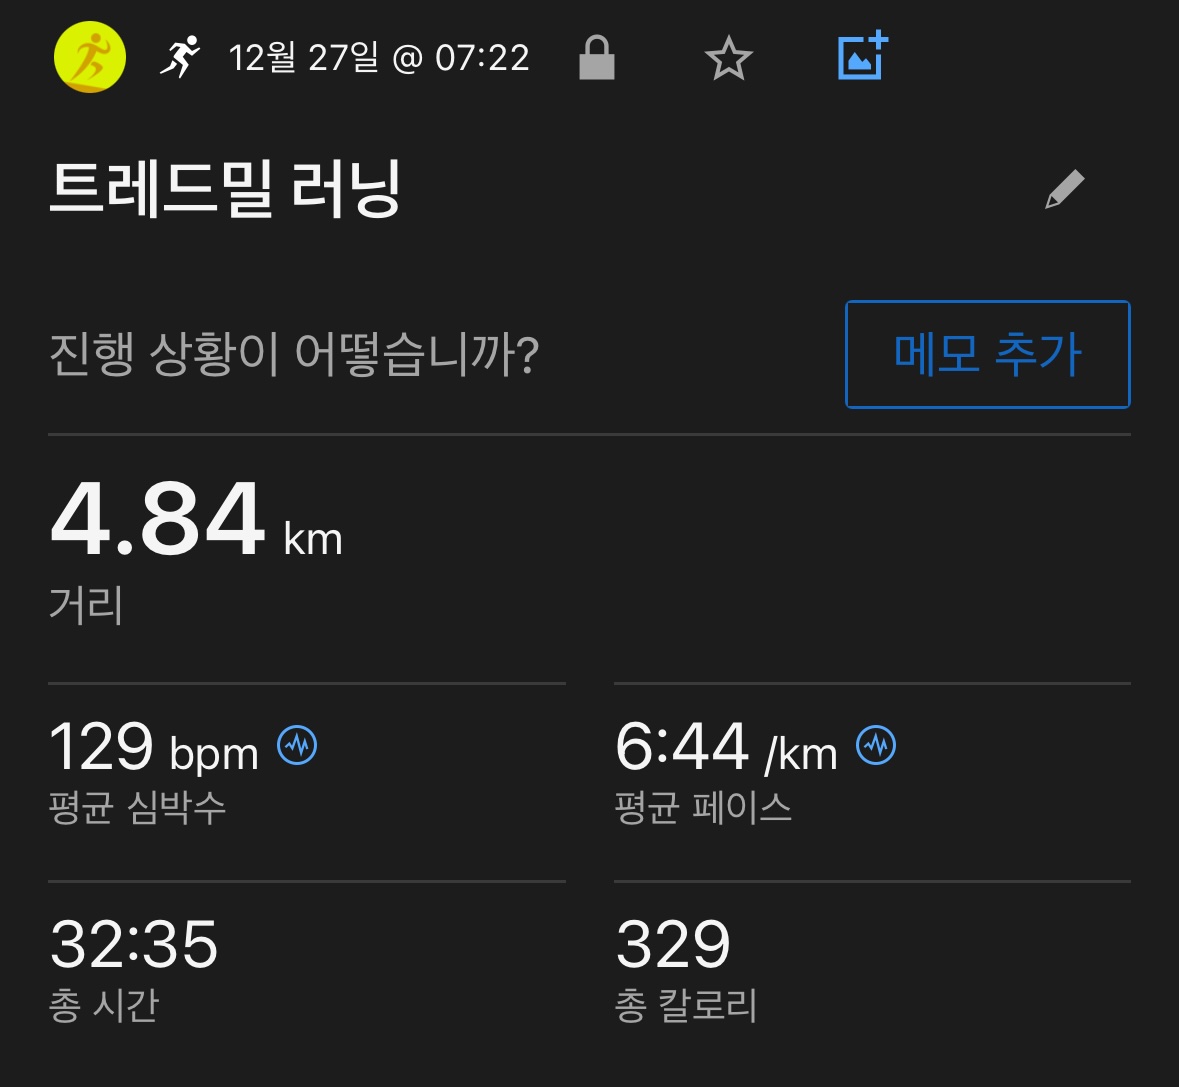 12월 27일 @ 07:22
트레드밀 러닝
진행 상황이 어떻습니까?
메모 추가
4.84 km
거리
129 bpm
평균 심박수
6:44 /km
평균 페이스
32:35
총 시간
329
총 칼로리